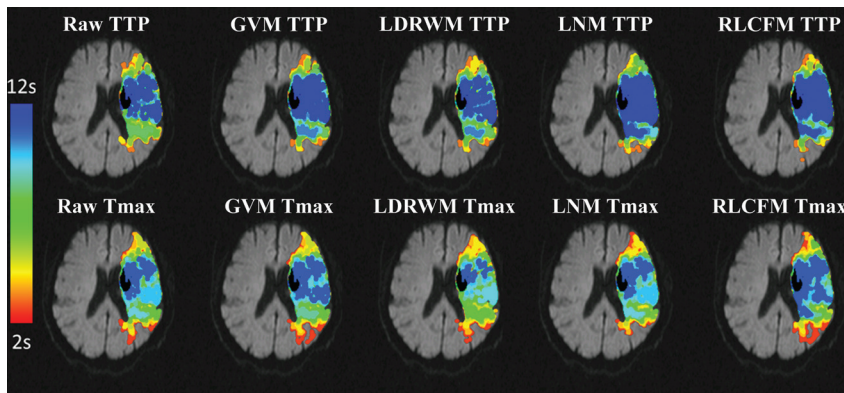 Raw TTP GVM TTP LDRWM TTP LNM TTP RLCFM TTP
12s
Raw Tmax GVM Tmax LDRWM Tmax LNM Tmax RLCFM Tmax
2s